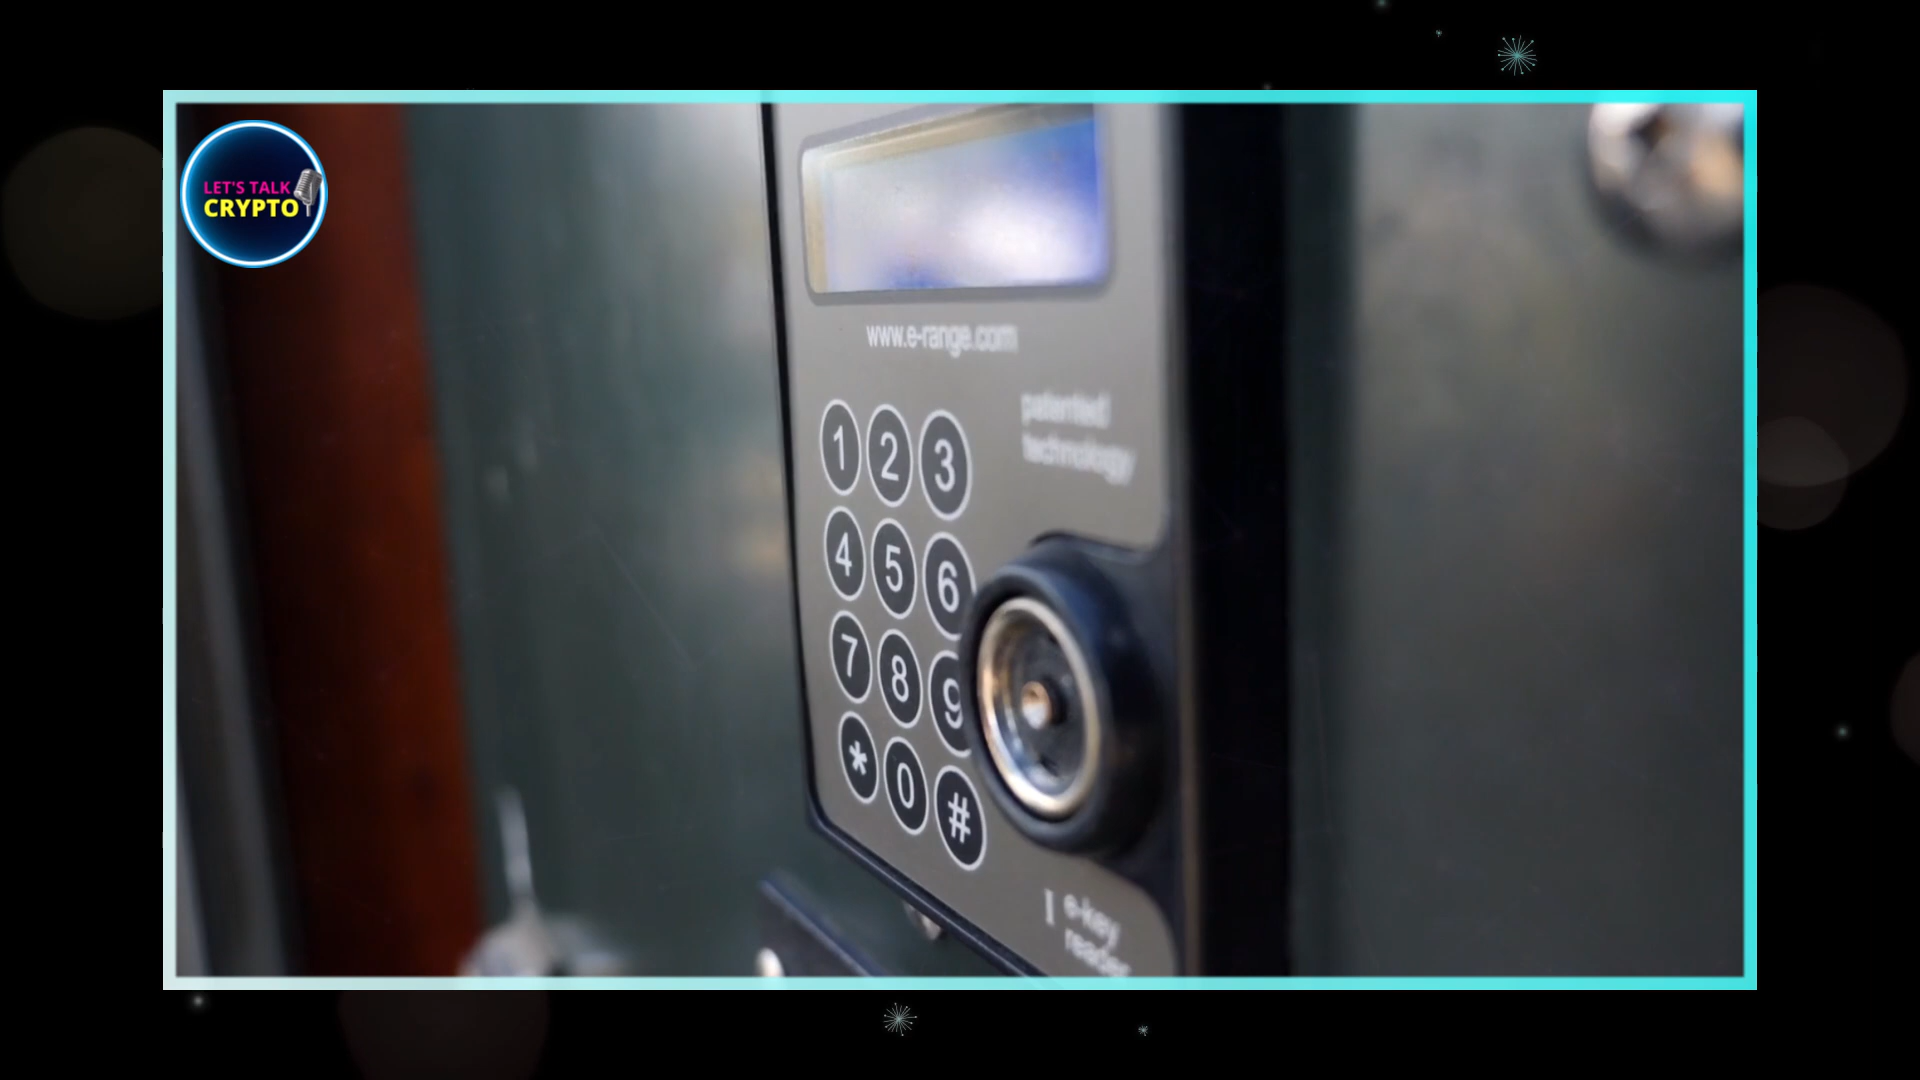 LET'S TALK
CRYPTO
www.e-range.com
patented
technology
1 2 3
4 5 6
7 8 9
* 0 #
e-key
reader